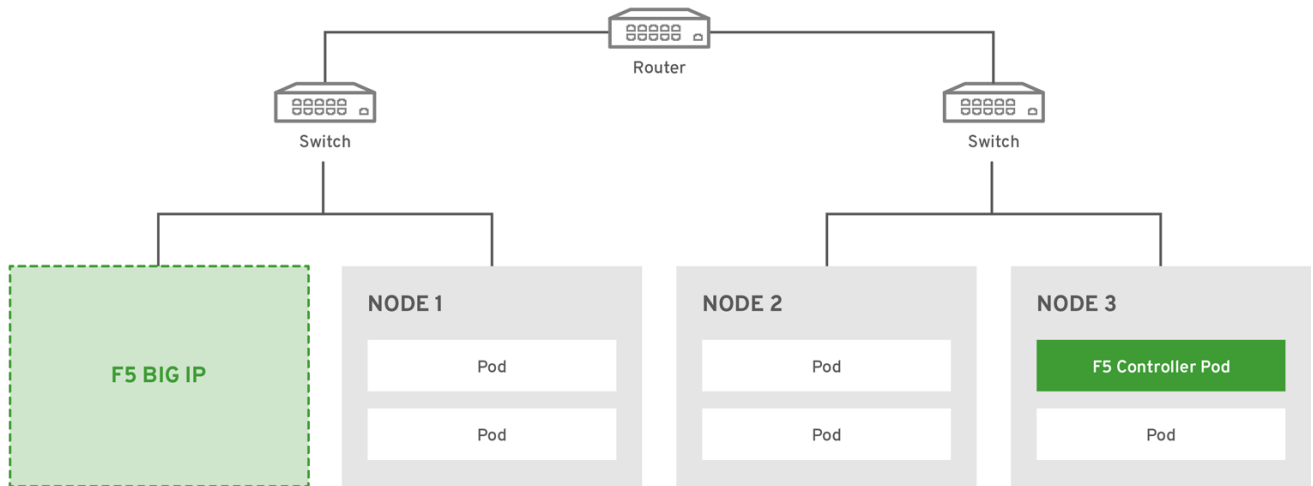 Router
Switch
Switch
F5 BIG IP
NODE 1
Pod
Pod
NODE 2
Pod
Pod
NODE 3
F5 Controller Pod
Pod